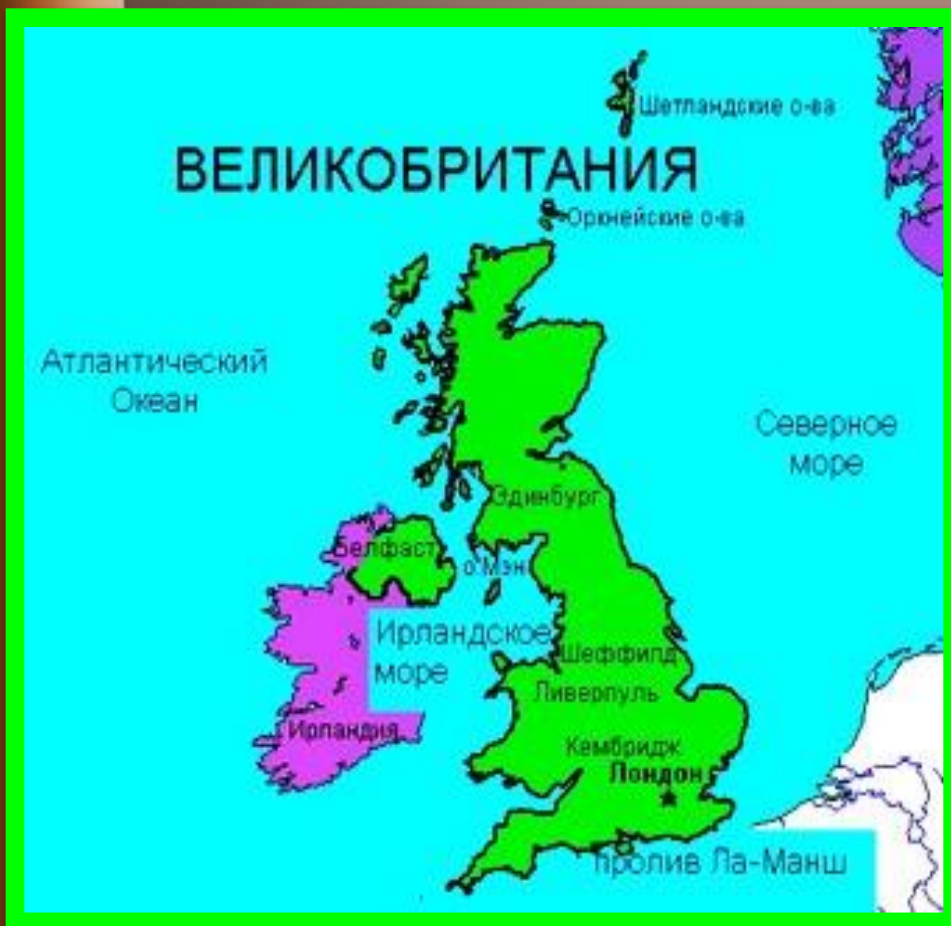 Шетландские о-ва
ВЕЛИКОБРИТАНИЯ
Оркнейские о-ва
Атлантический
Океан
Северное
море
Эдинбург
Белфаст
о.Мэн
Ирландское
море
Шеффилд
Ливерпуль
Ирландия
Кембридж
Лондон
пролив Ла-Манш